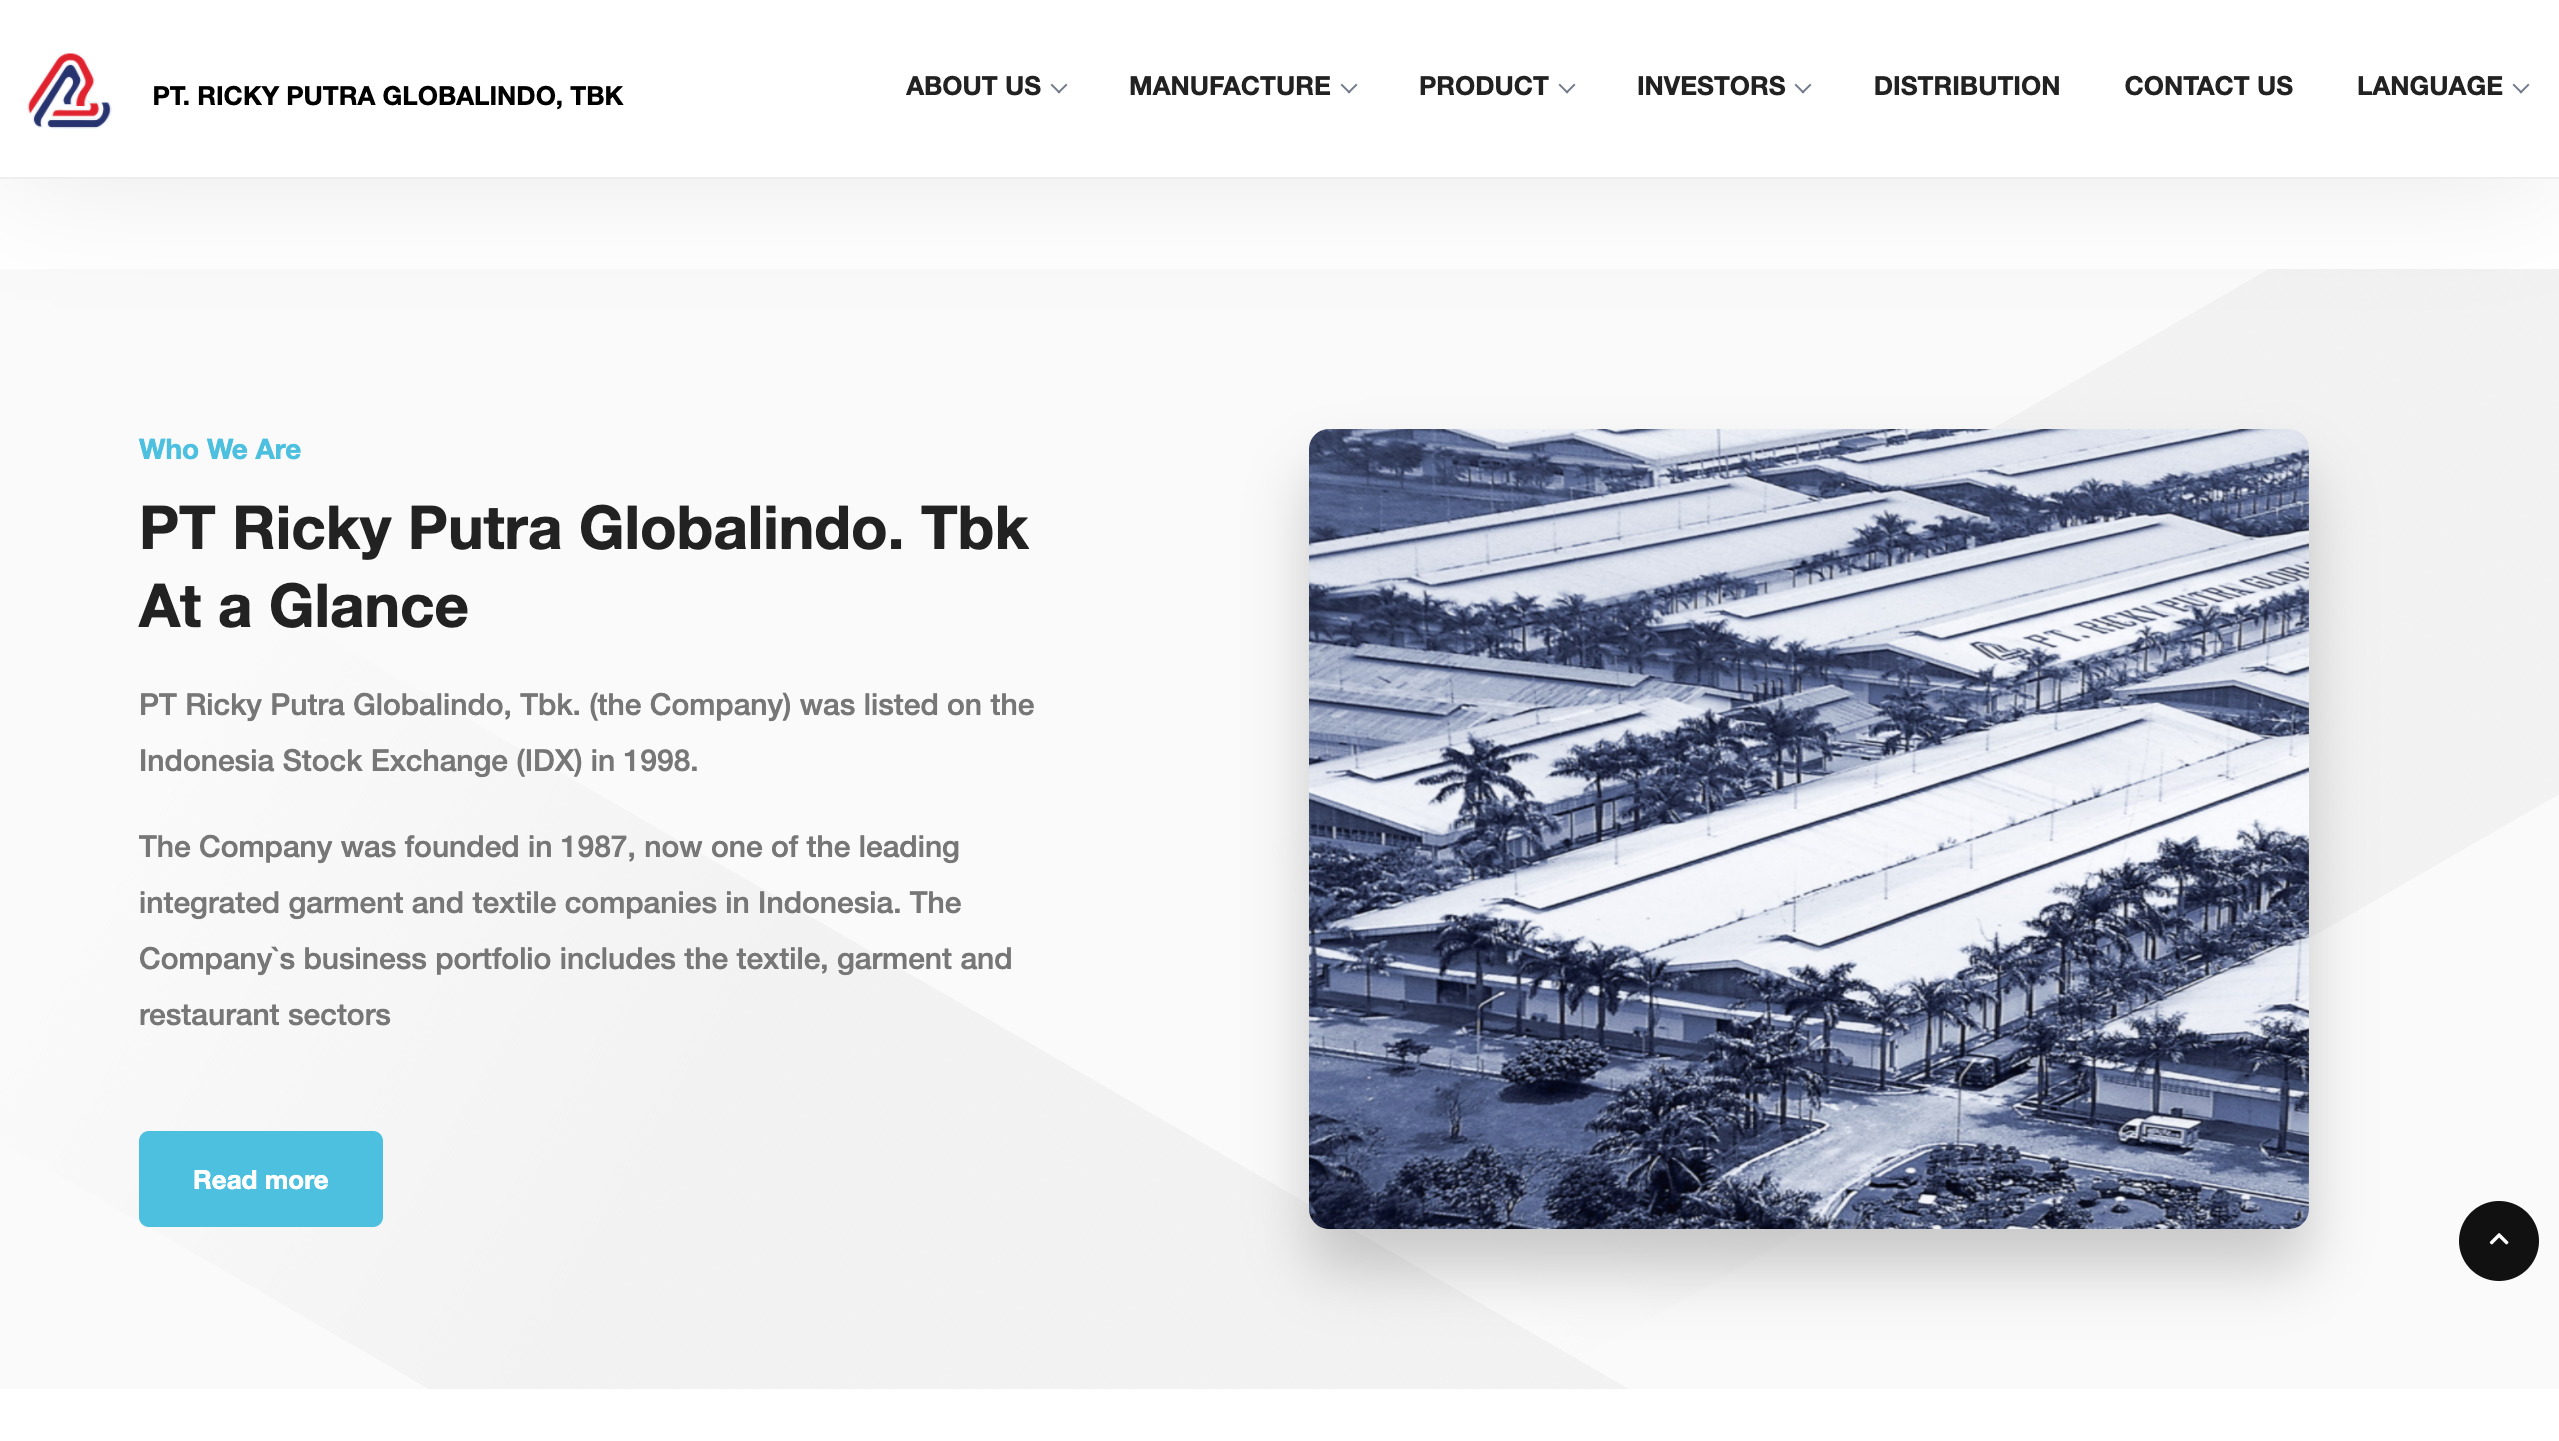 PT. RICKY PUTRA GLOBALINDO, TBK
ABOUT US
MANUFACTURE
PRODUCT
INVESTORS
DISTRIBUTION
CONTACT US
LANGUAGE
Who We Are
PT Ricky Putra Globalindo. Tbk
At a Glance
PT Ricky Putra Globalindo, Tbk. (the Company) was listed on the
Indonesia Stock Exchange (IDX) in 1998.
The Company was founded in 1987, now one of the leading
integrated garment and textile companies in Indonesia. The
Company`s business portfolio includes the textile, garment and
restaurant sectors
Read more
PT. RICKY PUTRA GLOBA